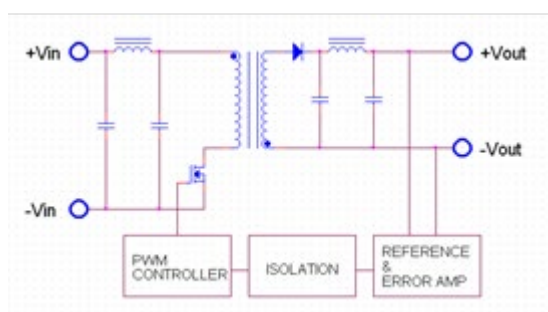 +Vin
+Vout
-Vout
-Vin
PWM
CONTROLLER
ISOLATION
REFERENCE
&
ERROR AMP